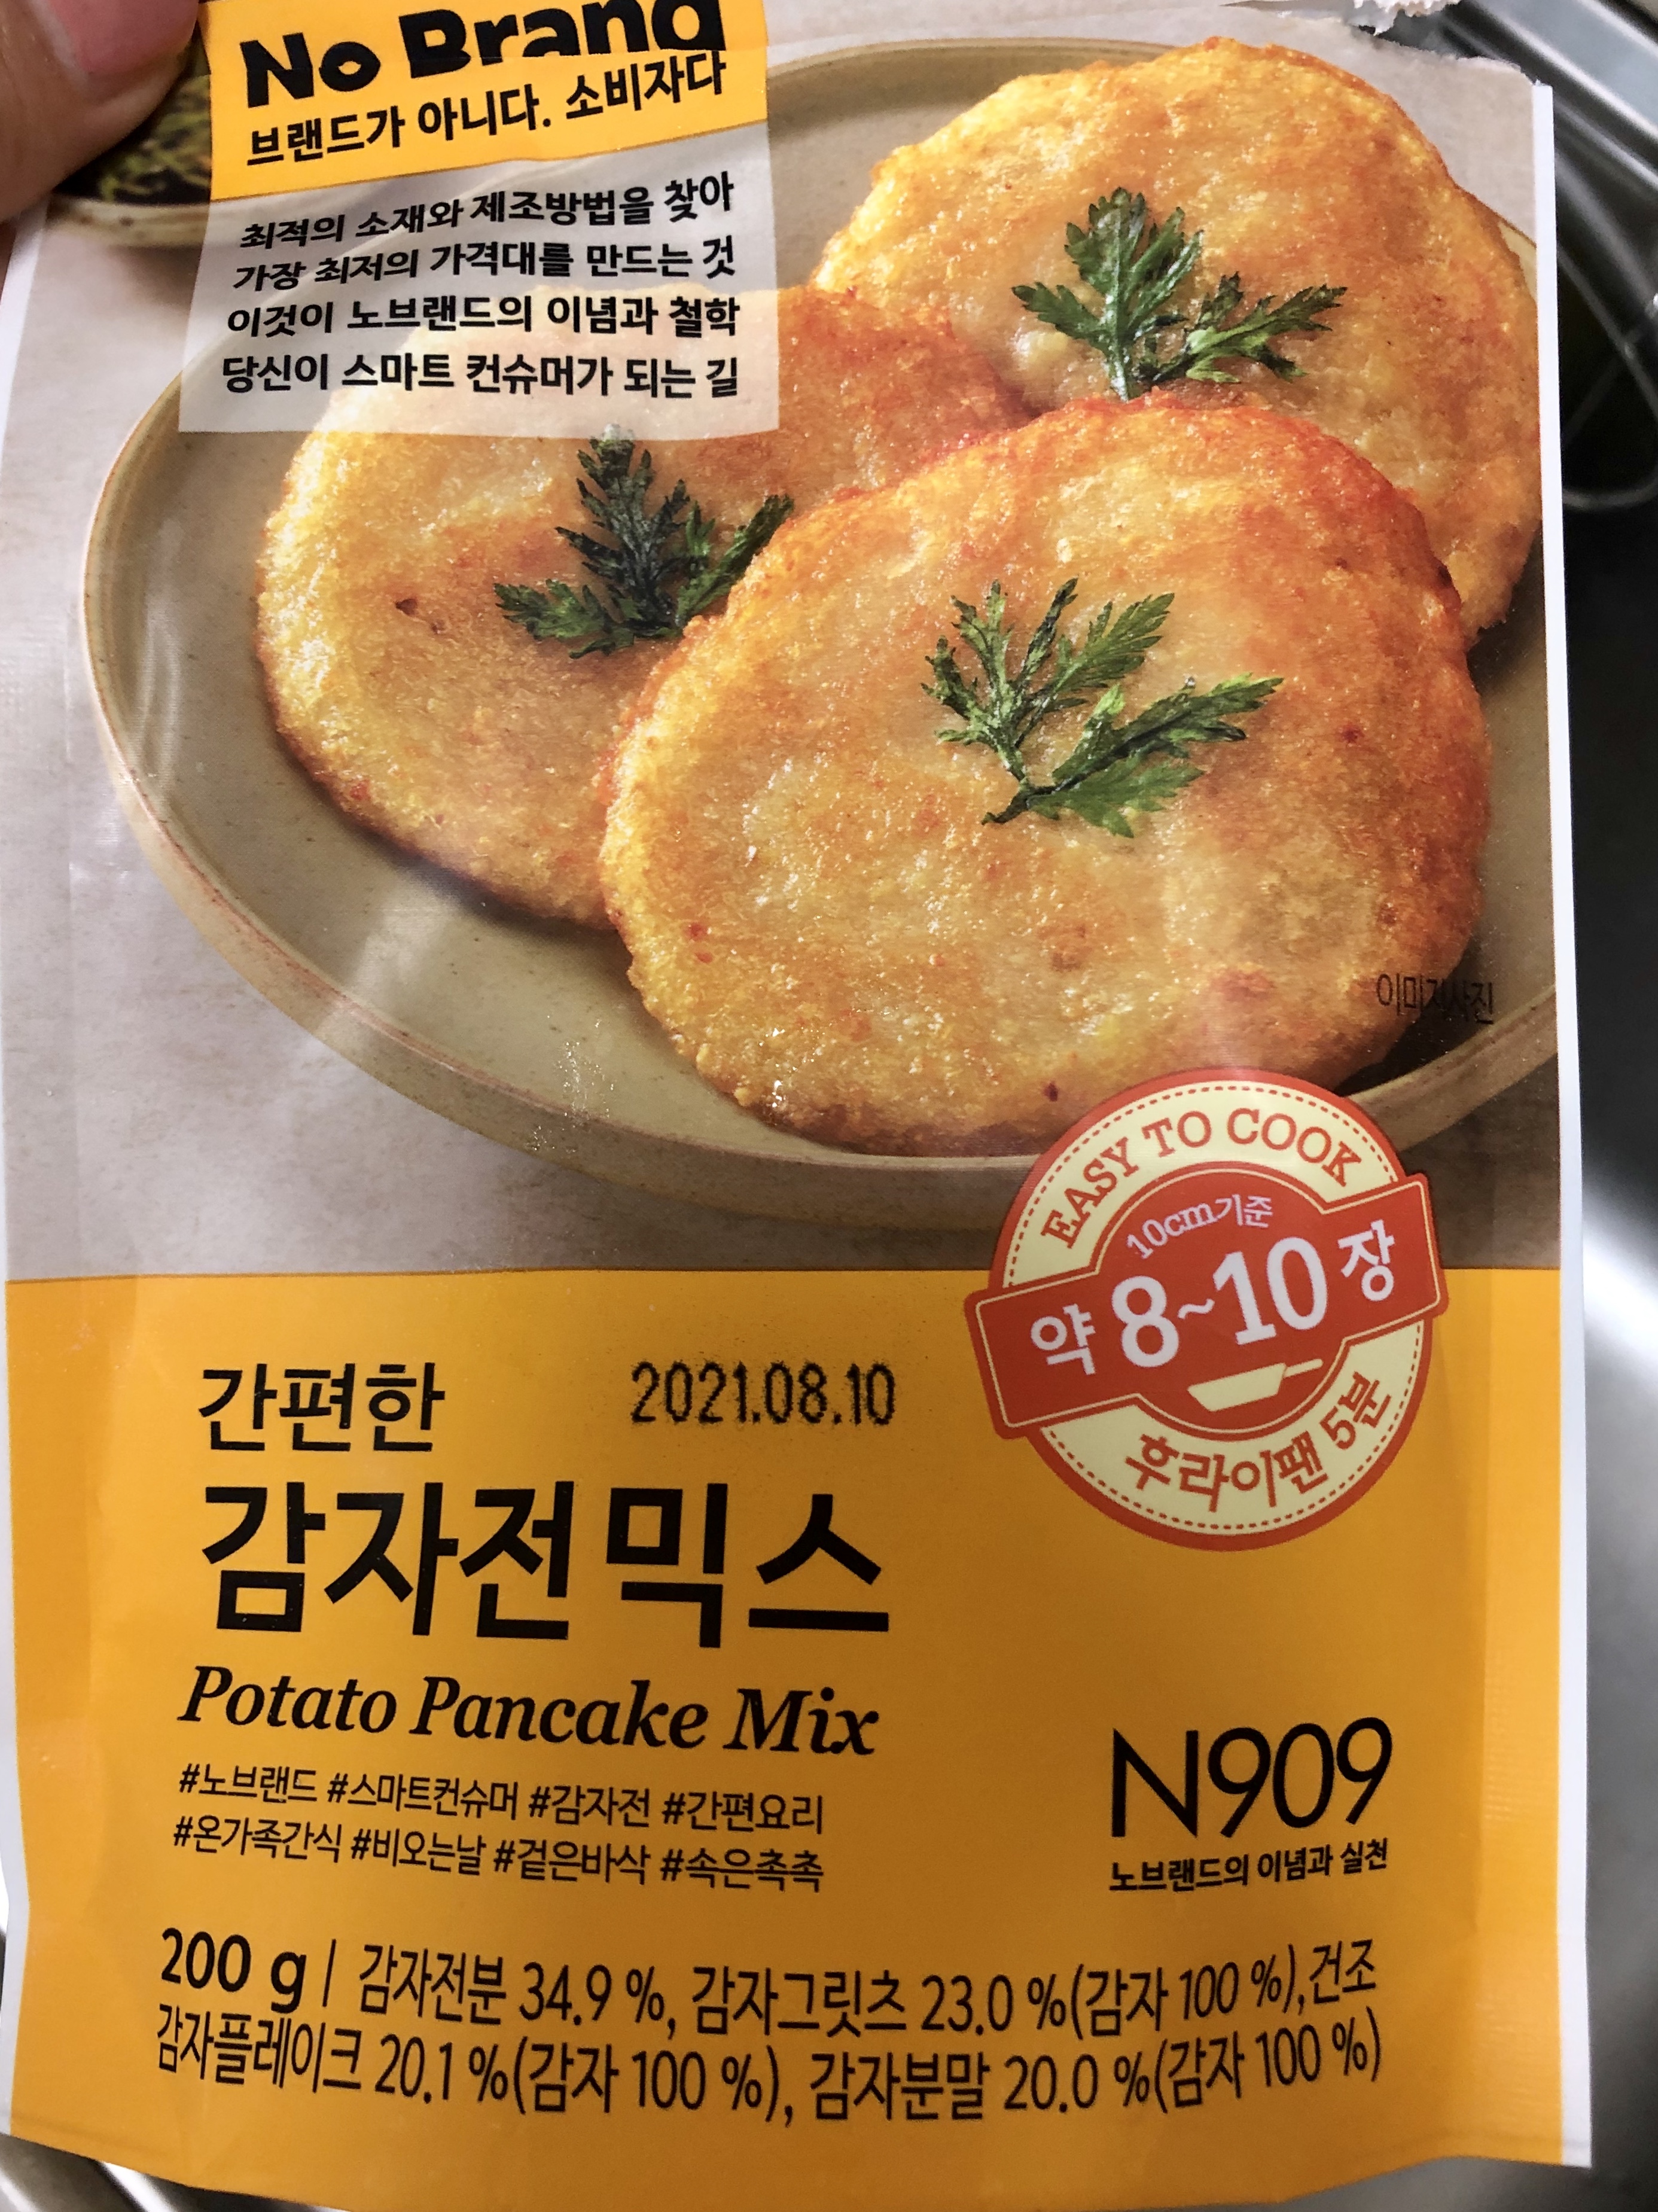 No Brand
브랜드가 아니다. 소비자다
최적의 소재와 제조방법을 찾아
가장 최저의 가격대를 만드는 것
이것이 노브랜드의 이념과 철학
당신이 스마트 컨슈머가 되는 길
이미지사진
EASY TO COOK
10cm기준
약 8~10 장
후라이팬 5분
간편한
2021.08.10
감자전믹스
Potato Pancake Mix
#노브랜드 #스마트컨슈머 #감자전 #간편요리
#온가족간식 #비오는날 #겉은바삭 #속은촉촉
N909
노브랜드의 이념과 실천
200 g | 감자전분 34.9 %, 감자그릿츠 23.0 %(감자 100 %),건조
감자플레이크 20.1 %(감자 100 %), 감자분말 20.0 %(감자 100 %)